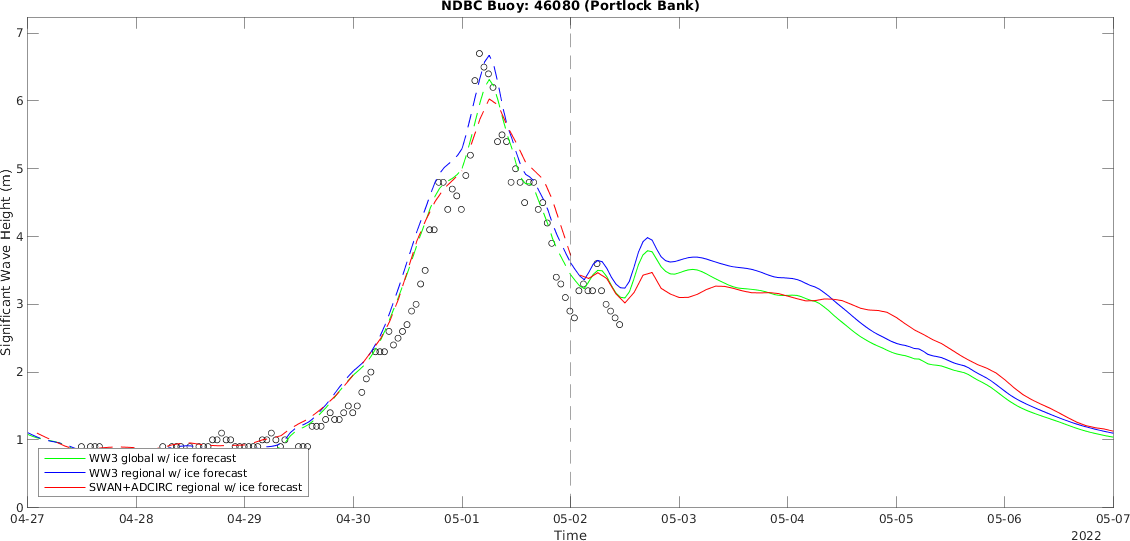 NDBC Buoy: 46080 (Portlock Bank)
7
6
5
4
3
2
1
0
Significant Wave Height (m)
WW3 global w/ ice forecast
WW3 regional w/ ice forecast
SWAN+ADCIRC regional w/ ice forecast
04-27 04-28 04-29 04-30 05-01 05-02 05-03 05-04 05-05 05-06 05-07
Time
2022